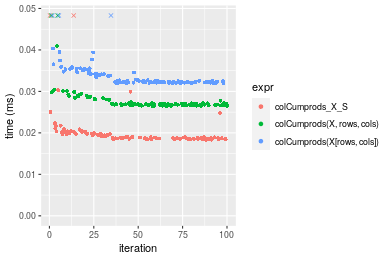 0.05
0.04
0.03
0.02
0.01
0.00
time (ms)
0
25
50
75
100
iteration
expr
colCumprods_X_S
colCumprods(X, rows, cols)
colCumprods(X[rows, cols])